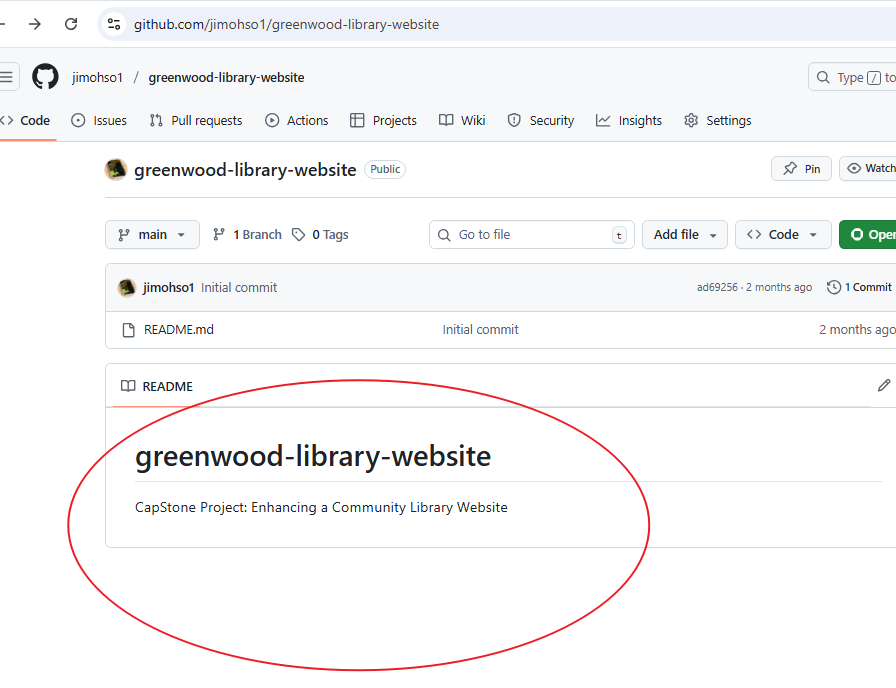 github.com/jimohso1/greenwood-library-website
jimohso1 / greenwood-library-website
Type / to
Code Issues Pull requests Actions Projects Wiki Security Insights Settings
greenwood-library-website Public Pin Watch
main 1 Branch 0 Tags Go to file t Add file Code Open
jimohso1 Initial commit ad69256 · 2 months ago 1 Commit
README.md Initial commit 2 months ago
README
greenwood-library-website
CapStone Project: Enhancing a Community Library Website